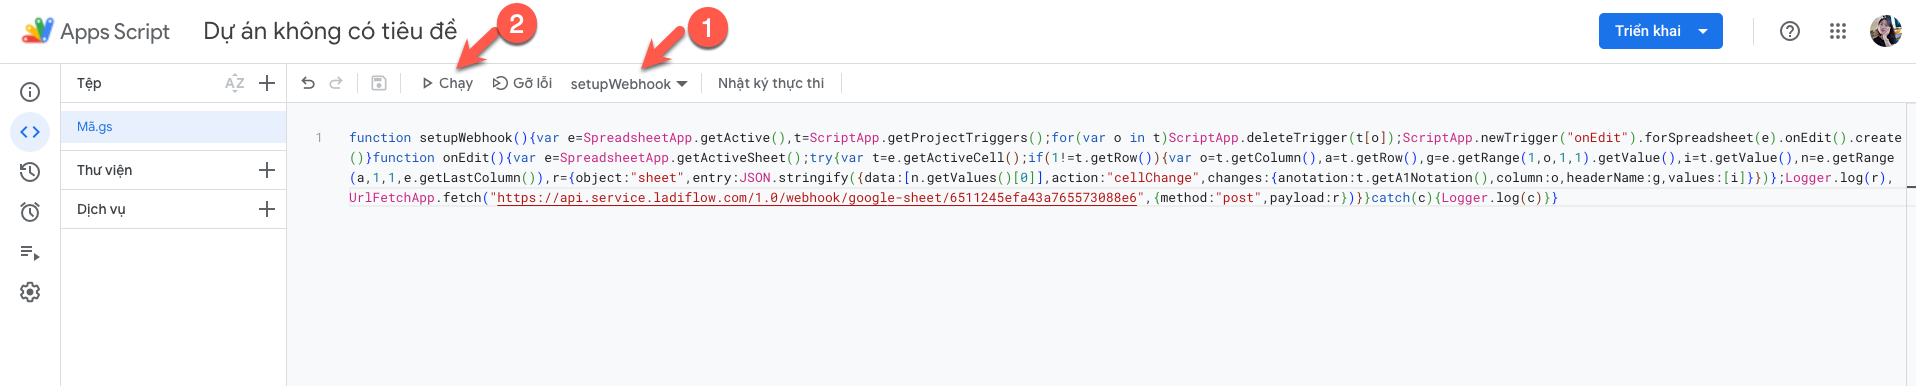 Apps Script Dự án không có tiêu đề 2 1 Triển khai
Tệp AZ Chạy Gỡ lỗi setupWebhook Nhật ký thực thi
Mã.gs
Thư viện
Dịch vụ
1 function setupWebhook(){var e=SpreadsheetApp.getActive(),t=ScriptApp.getProjectTriggers();for(var o in t)ScriptApp.deleteTrigger(t[o]);ScriptApp.newTrigger("onEdit").forSpreadsheet(e).onEdit().create
()}function onEdit(){var e=SpreadsheetApp.getActiveSheet();try{var t=e.getActiveCell();if(1!=t.getRow()){var o=t.getColumn(),a=t.getRow(),g=e.getRange(1,o,1,1).getValue(),i=t.getValue(),n=e.getRange
(a,1,1,e.getLastColumn()),r={object:"sheet",entry:JSON.stringify({data:[n.getValues()[0]],action:"cellChange",changes:{anotation:t.getA1Notation(),column:o,headerName:g,values:[i]}})};Logger.log(r),
UrlFetchApp.fetch("https://api.service.ladiflow.com/1.0/webhook/google-sheet/6511245efa43a765573088e6",{method:"post",payload:r})}}catch(c){Logger.log(c)}}